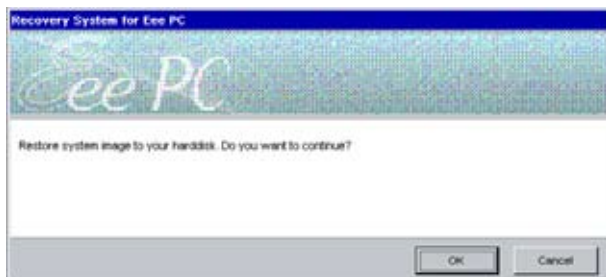 Recovery System for Eee PC
Eee PC
Restore system image to your harddisk. Do you want to continue?
OK
Cancel